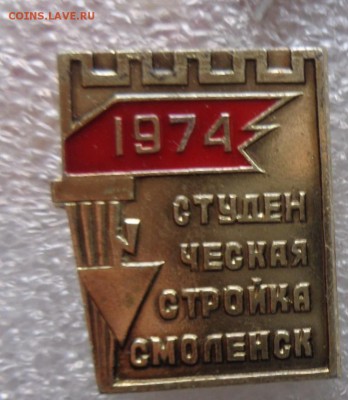 COINS.LAVE.RU
1974
СТУДЕН
ЧЕСКАЯ
СТРОЙКА
СМОЛЕНСК